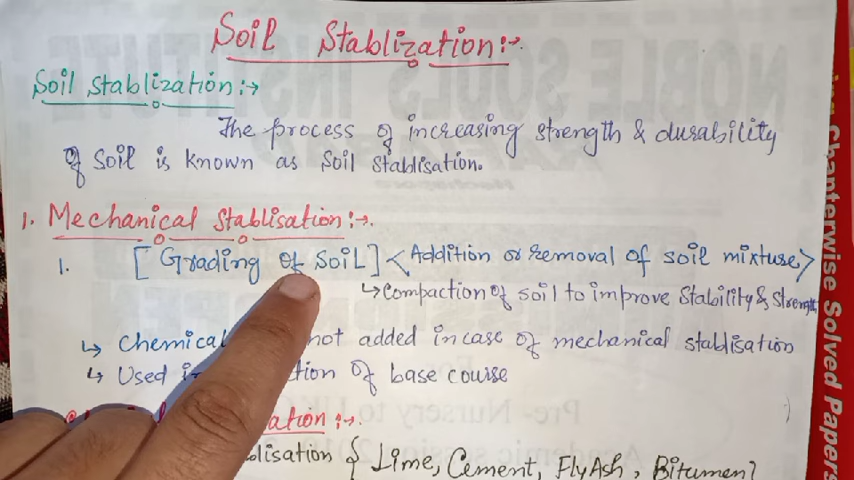 Soil Stablization:-
Soil stablization:-
The process of increasing strength & durability
of soil is known as soil stablisation.
1. Mechanical stablisation:-
1. [Grading of SoiL] <Addition or removal of soil mixture>
↳Compaction of soil to improve Stability & Strength
↳ Chemical not added in case of mechanical stablisation
↳ Used of base course
Lime, Cement, FlyAsh, Bitumen
Chapterwise Solved Papers
NOBLE SOULS INSTITUTE
Pre- Nursery to
Academic session